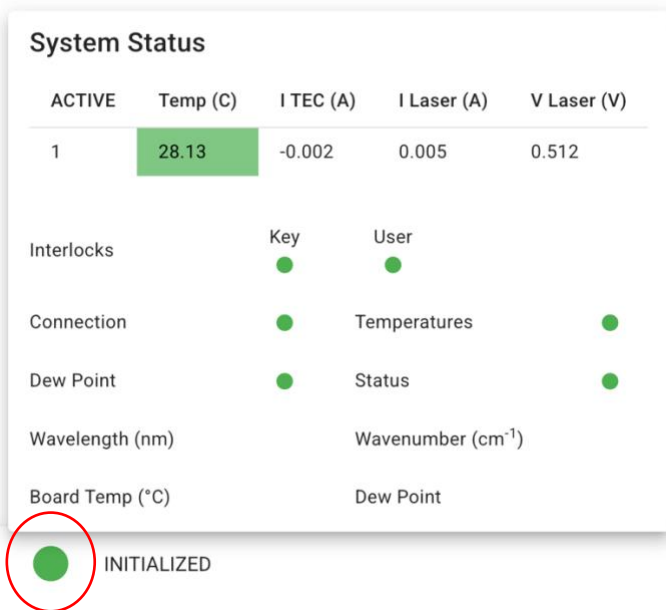 System Status
ACTIVE Temp (C) I TEC (A) I Laser (A) V Laser (V)
1 28.13 -0.002 0.005 0.512
Interlocks Key User
Connection Temperatures
Dew Point Status
Wavelength (nm) Wavenumber (cm⁻¹)
Board Temp (°C) Dew Point
INITIALIZED